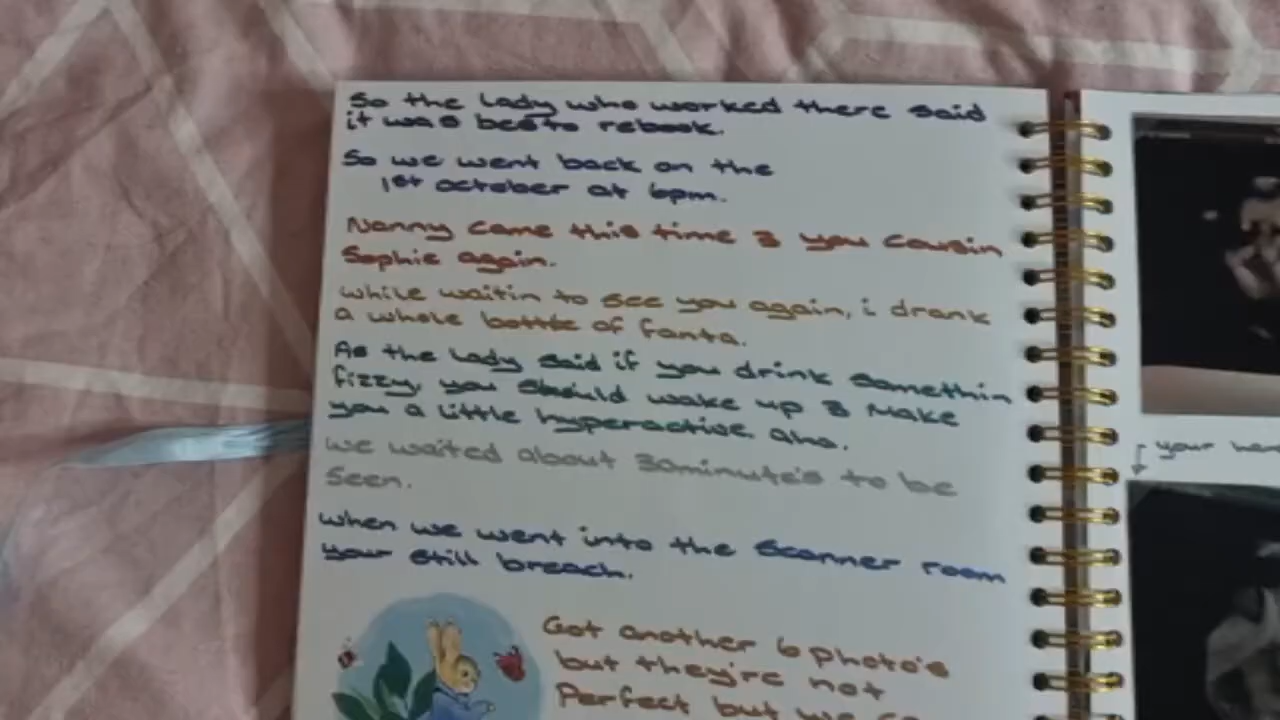 So the lady who worked there said
it was best to rebook.
So we went back on the
1st october at 6pm.
Nanny came this time & you cousin
Sophie again.
while waitin to see you again, i drank
a whole bottle of fanta.
As the lady said if you drink somethin
fizzy, you should wake up & Make
you a little hyperactive. aha.
we waited about 30minute's to be
seen.
when we went into the scanner room
your still breach.
Got another 6 photo's
but they're not
Perfect but we
your